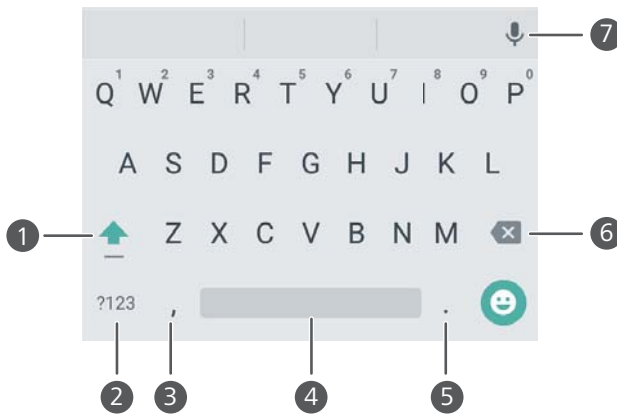 7
1 2 3 4 5 6 7 8 9 0
Q W E R T Y U I O P
A S D F G H J K L
1 Z X C V B N M 6
?123 , .
2 3 4 5